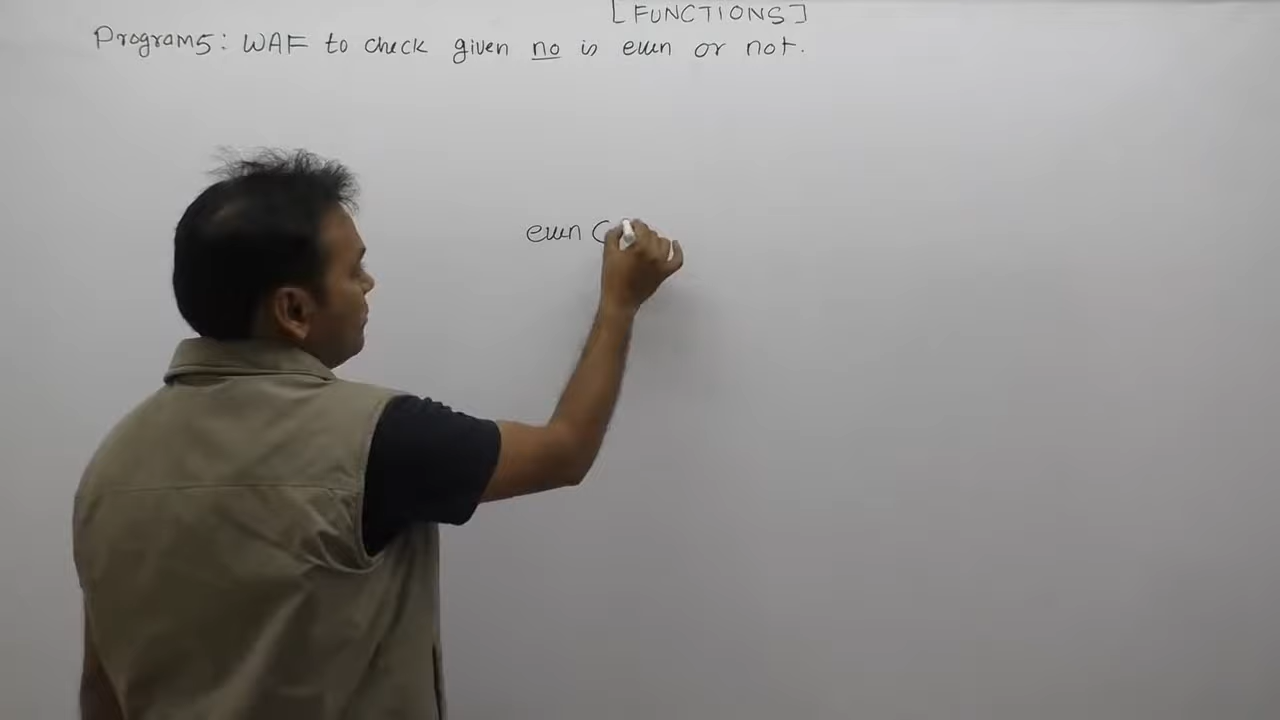 [FUNCTIONS]
Program5: WAF to check given no is even or not.
even (